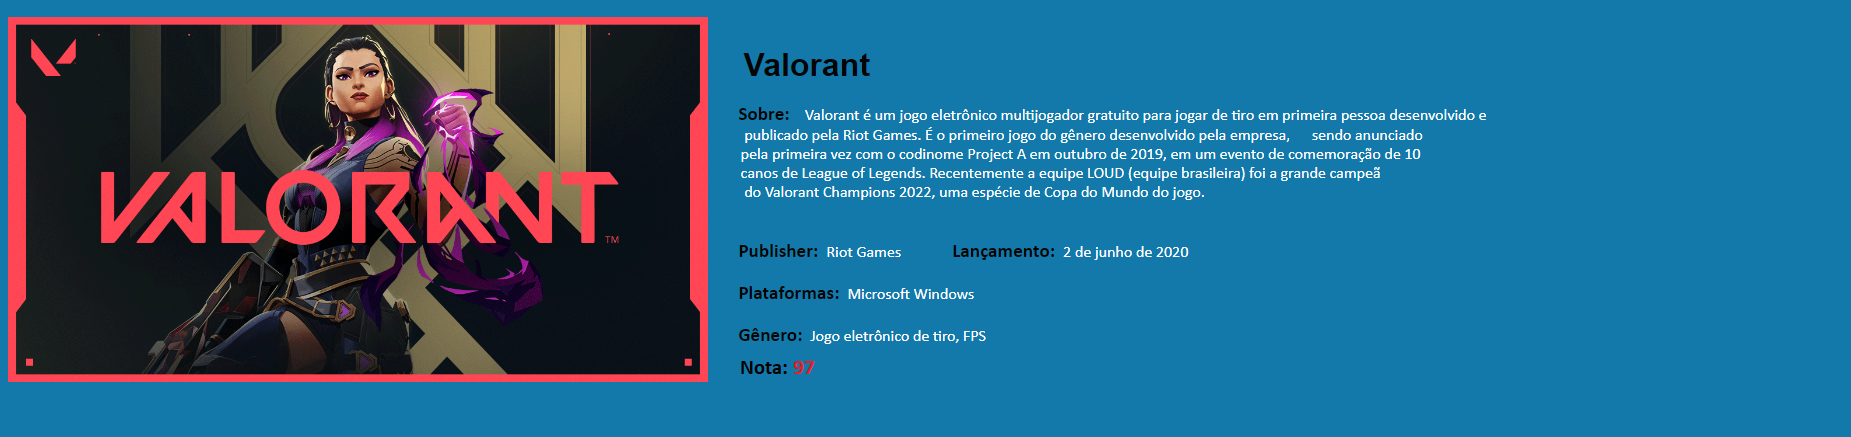 VALORANT
TM
Valorant
Sobre: Valorant é um jogo eletrônico multijogador gratuito para jogar de tiro em primeira pessoa desenvolvido e
publicado pela Riot Games. É o primeiro jogo do gênero desenvolvido pela empresa, sendo anunciado
pela primeira vez com o codinome Project A em outubro de 2019, em um evento de comemoração de 10
canos de League of Legends. Recentemente a equipe LOUD (equipe brasileira) foi a grande campeã
do Valorant Champions 2022, uma espécie de Copa do Mundo do jogo.
Publisher: Riot Games Lançamento: 2 de junho de 2020
Plataformas: Microsoft Windows
Gênero: Jogo eletrônico de tiro, FPS
Nota: 97